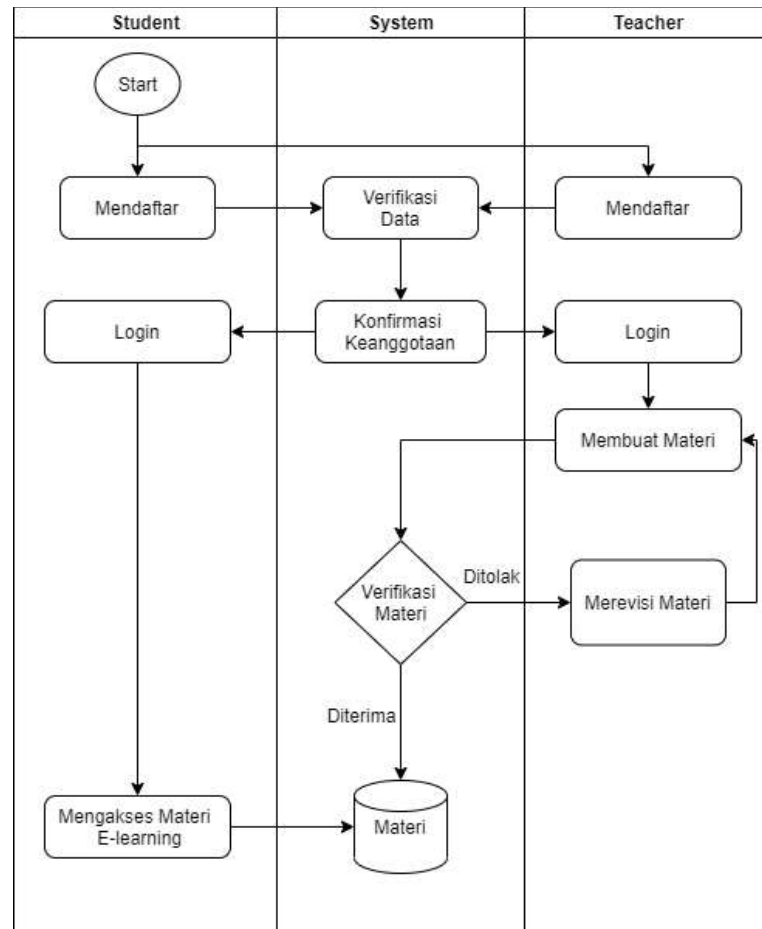 Student
System
Teacher
Start
Mendaftar
Verifikasi
Data
Mendaftar
Login
Konfirmasi
Keanggotaan
Login
Membuat Materi
Verifikasi
Materi
Ditolak
Merevisi Materi
Diterima
Mengakses Materi
E-learning
Materi